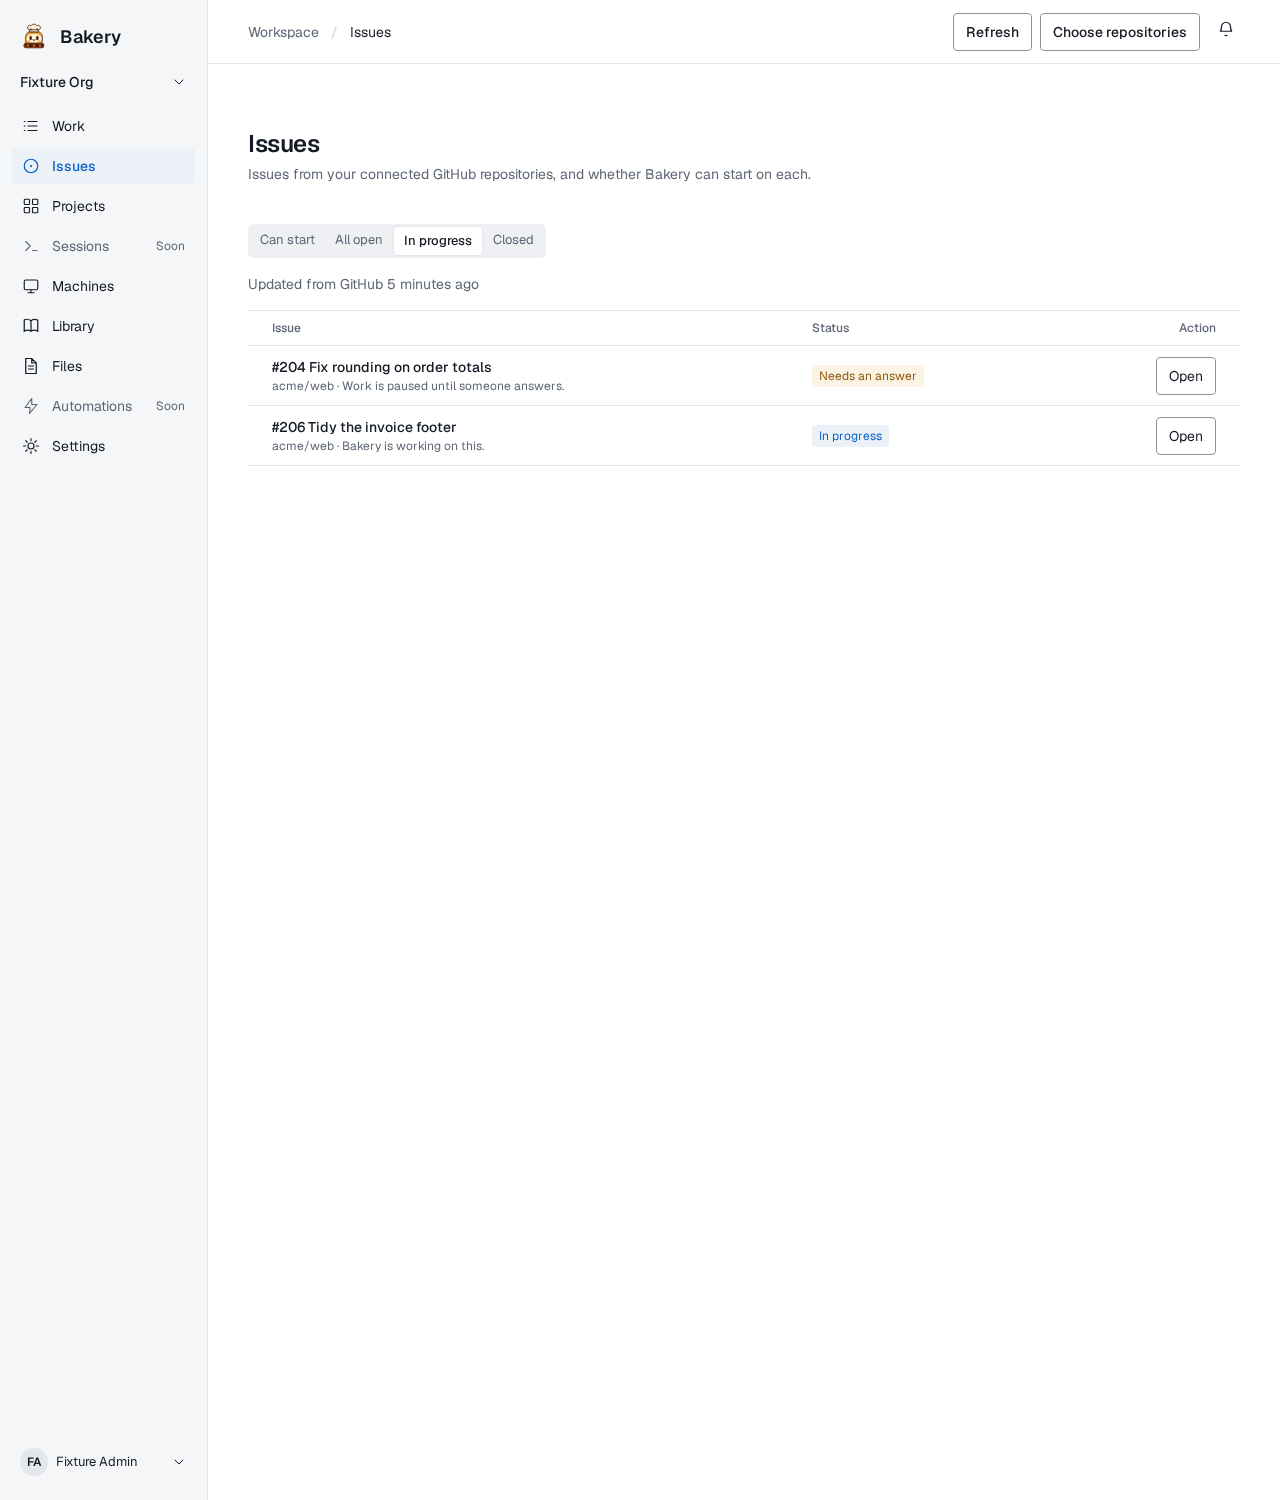 Bakery
Fixture Org
Work
Issues
Projects
Sessions Soon
Machines
Library
Files
Automations Soon
Settings
FA Fixture Admin
Workspace / Issues
Refresh
Choose repositories
Issues
Issues from your connected GitHub repositories, and whether Bakery can start on each.
Can start All open In progress Closed
Updated from GitHub 5 minutes ago
Issue Status Action
#204 Fix rounding on order totals
acme/web · Work is paused until someone answers.
Needs an answer
Open
#206 Tidy the invoice footer
acme/web · Bakery is working on this.
In progress
Open